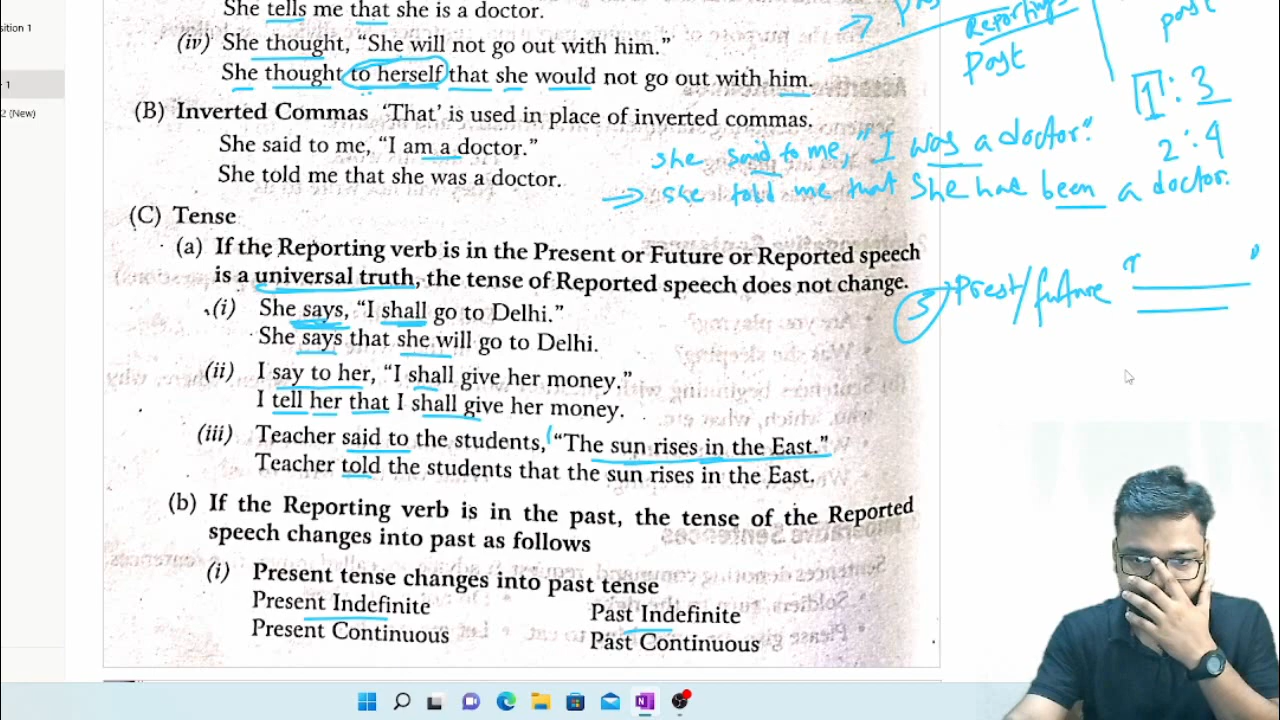 She tells me that she is a doctor.
sition 1
(iv) She thought, “She will not go out with him.”
She thought to herself that she would not go out with him.
Reporting
Past
past
1
2 (New)
1 : 3
2 : 4
(B) Inverted Commas ‘That’ is used in place of inverted commas.
She said to me, “I am a doctor.”
She told me that she was a doctor.
she said to me, "I was a doctor."
→ she told me that She had been a doctor.
(C) Tense
(a) If the Reporting verb is in the Present or Future or Reported speech
is a universal truth, the tense of Reported speech does not change.
(i) She says, “I shall go to Delhi.”
She says that she will go to Delhi.
3 Prest/future " "
(ii) I say to her, “I shall give her money.”
I tell her that I shall give her money.
(iii) Teacher said to the students, “The sun rises in the East.”
Teacher told the students that the sun rises in the East.
(b) If the Reporting verb is in the past, the tense of the Reported
speech changes into past as follows
(i) Present tense changes into past tense
Present Indefinite Past Indefinite
Present Continuous Past Continuous